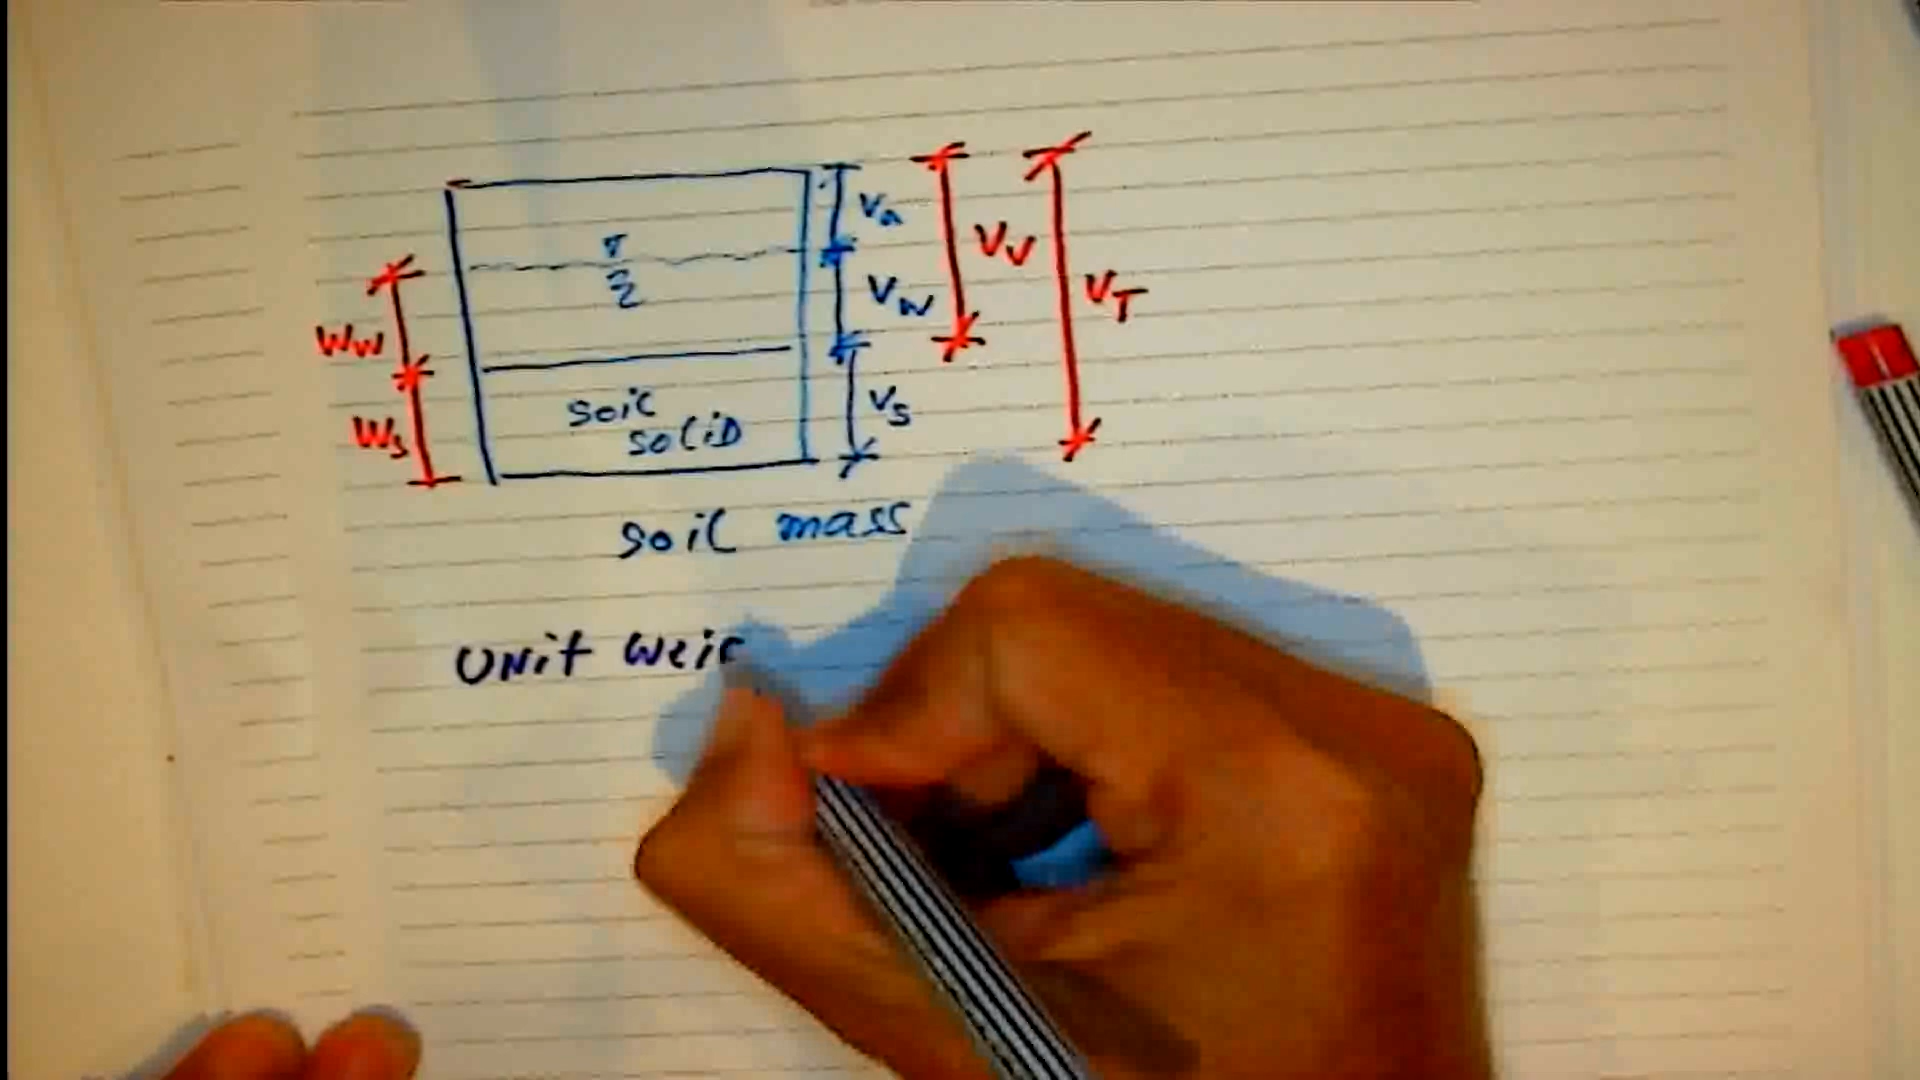 Va
Vv
VW
VT
WW
Vs
soil
Ws
soliD
soil mass
UNit Wei